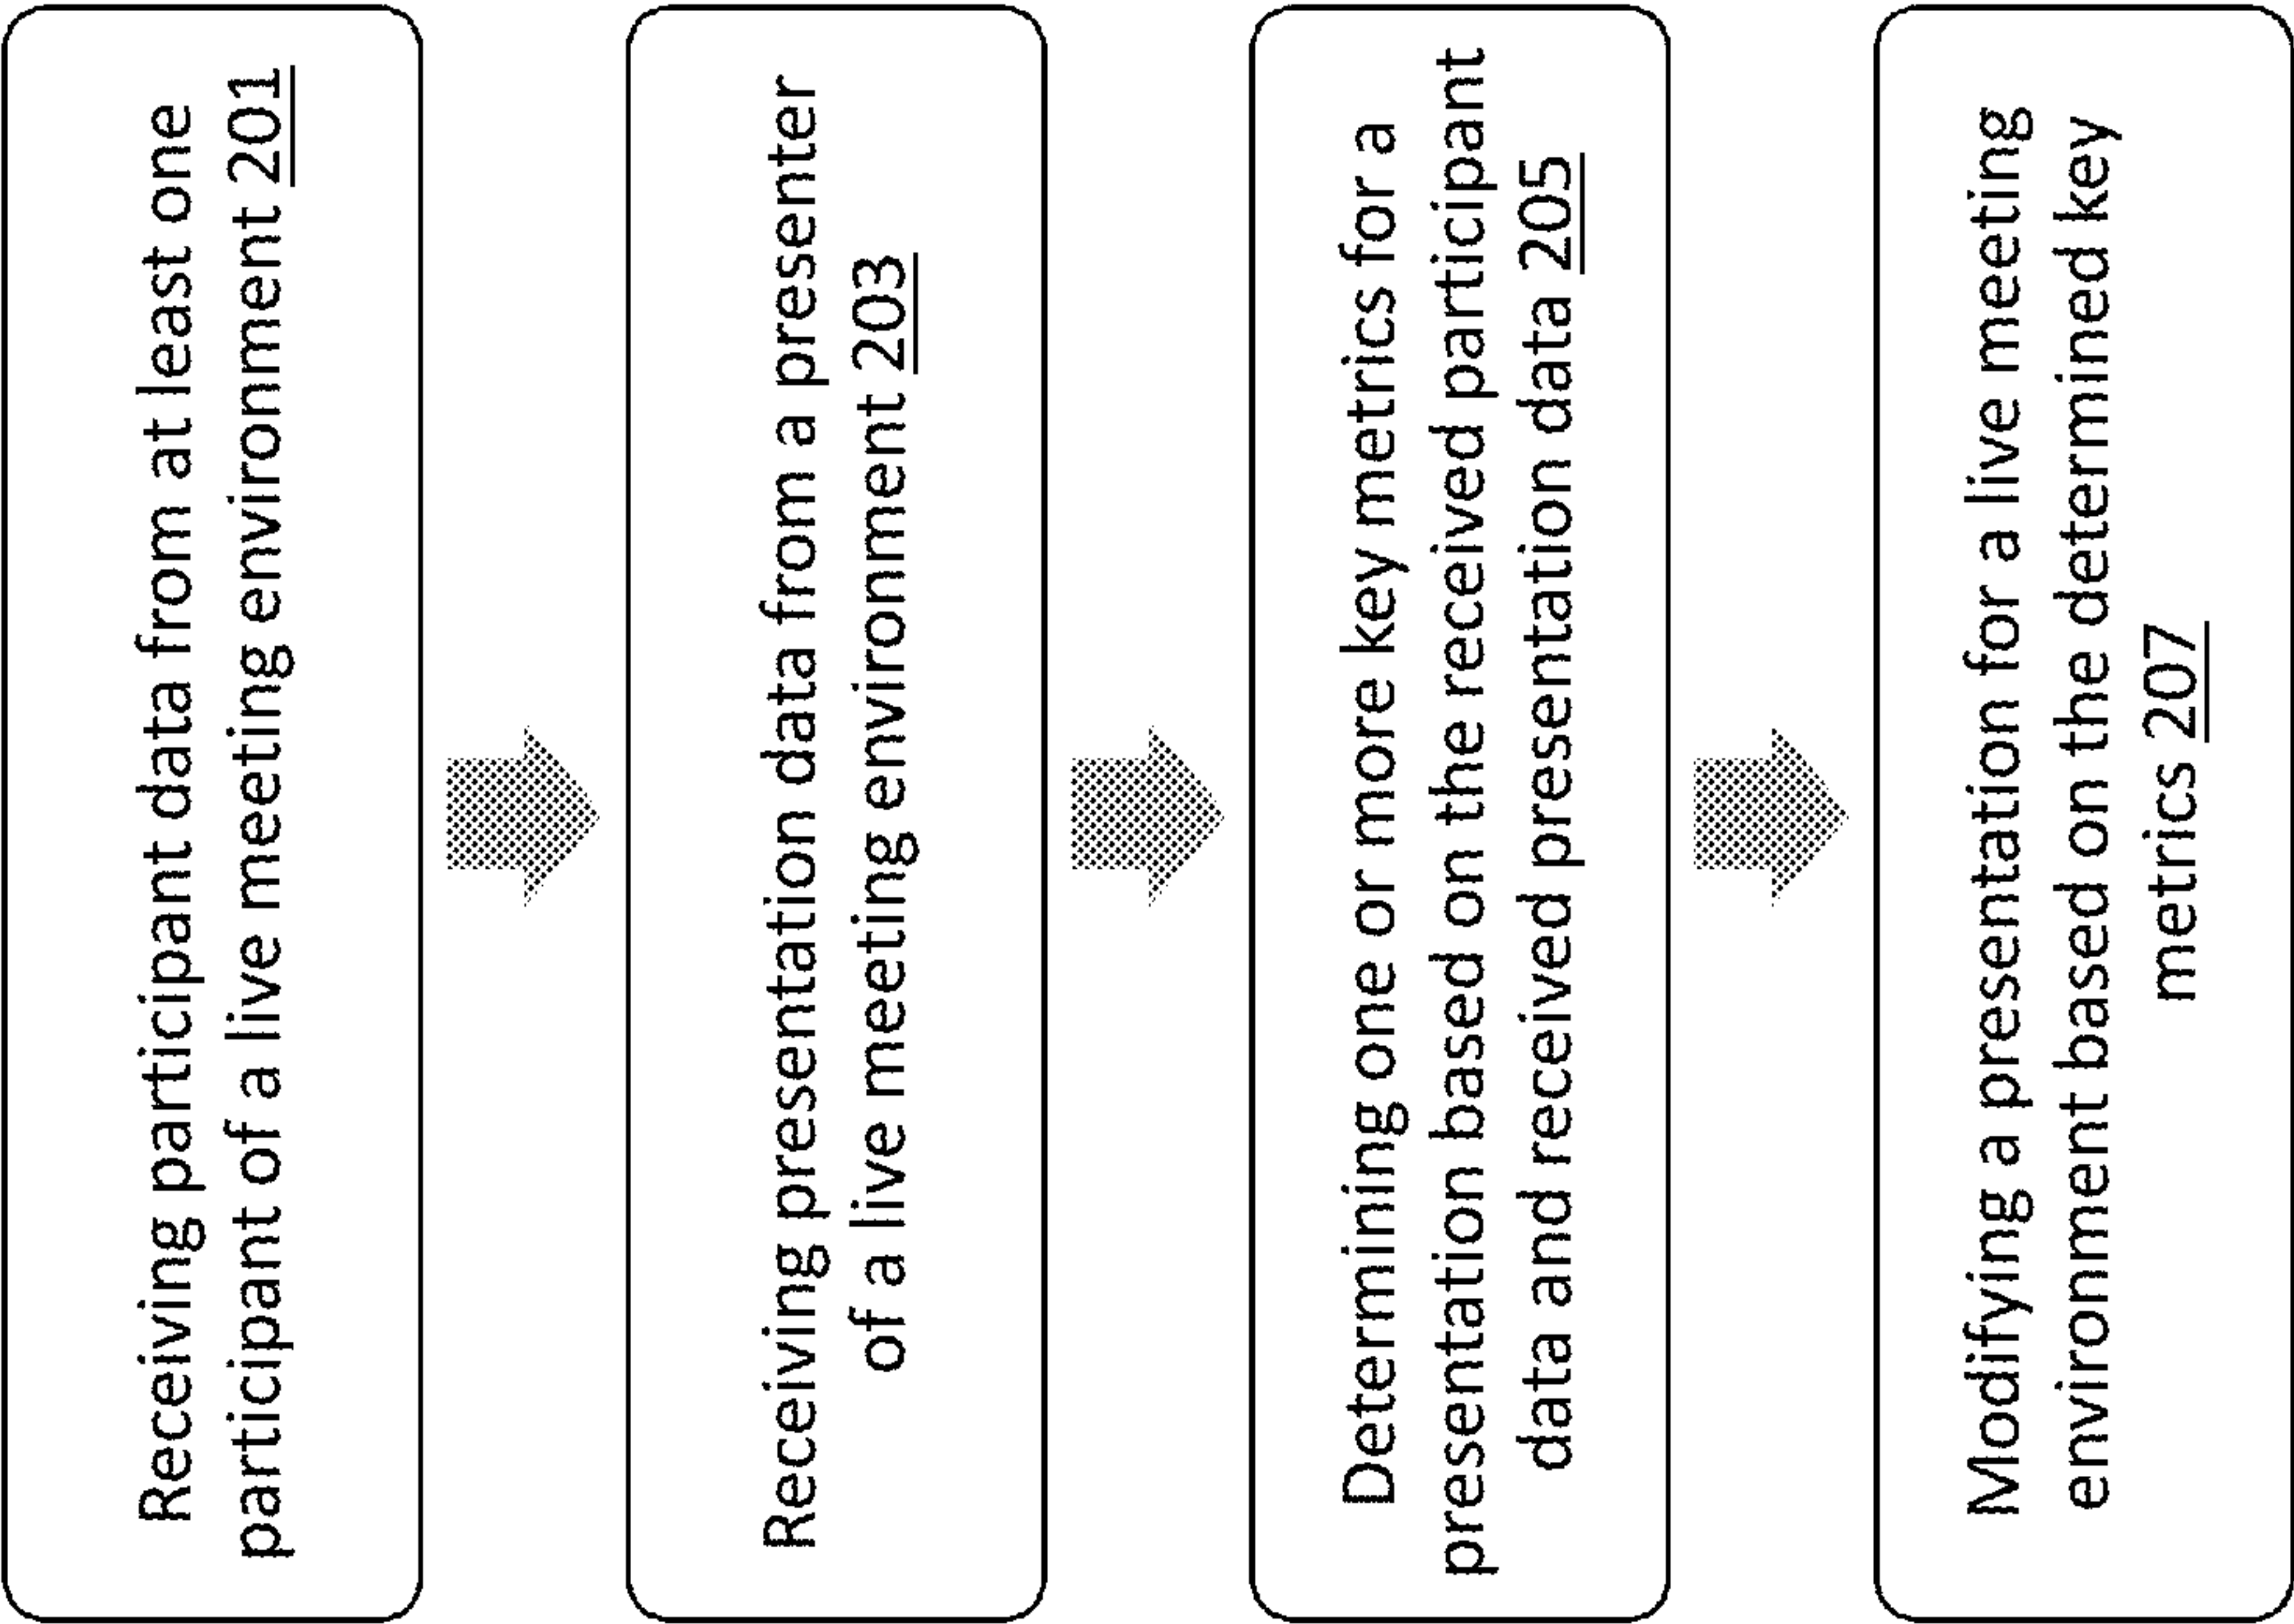 Receiving participant data from at least one
participant of a live meeting environment 201
Receiving presentation data from a presenter
of a live meeting environment 203
Determining one or more key metrics for a
presentation based on the received participant
data and received presentation data 205
Modifying a presentation for a live meeting
environment based on the determined key
metrics 207